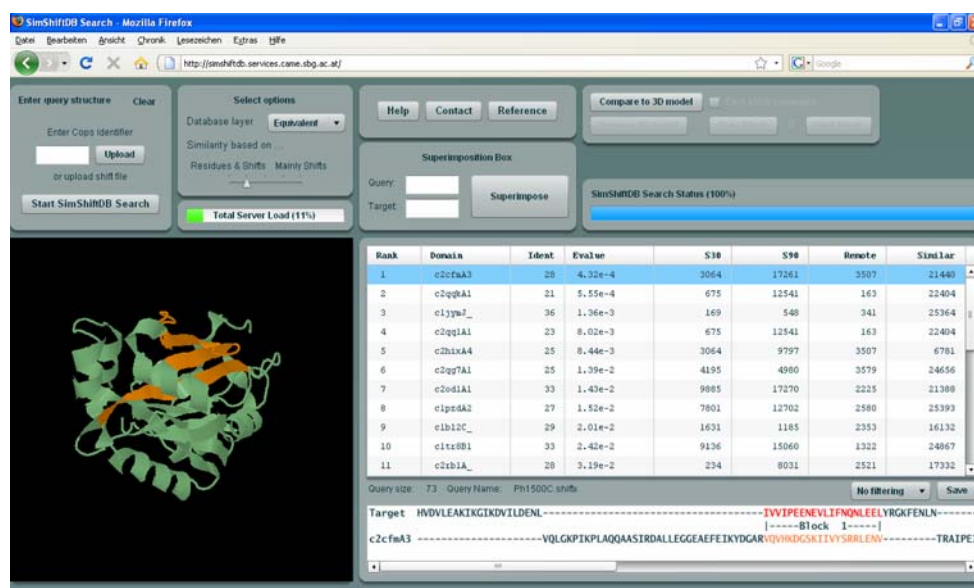 SimShiftDB Search - Mozilla Firefox
Datei Bearbeiten Ansicht Chronik Lesezeichen Extras Hilfe
http://simshiftdb.services.came.sbg.ac.at/ Google
Enter query structure Clear
Enter Cops identifier
Upload
or upload shift file
Start SimShiftDB Search
Select options
Database layer Equivalent
Similarity based on ...
Residues & Shifts Mainly Shifts
Total Server Load (11%)
Help Contact Reference
Superimposition Box
Query:
Target:
Superimpose
Compare to 3D model
SimShiftDB Search Status (100%)
Rank Domain Ident Evalue S30 S90 Remote Similar
1 c2cfmA3 28 4.32e-4 3064 17261 3507 21440
2 c2qqkA1 21 5.55e-4 675 12541 163 22404
3 c1jymJ_ 36 1.36e-3 169 548 341 25364
4 c2qqlA1 23 8.02e-3 675 12541 163 22404
5 c2hixA4 25 8.44e-3 3064 9797 3507 6781
6 c2qg7A1 25 1.39e-2 4195 4980 3579 24656
7 c2od1A1 33 1.43e-2 9885 17270 2225 21388
8 c1pzdA2 27 1.52e-2 7801 12702 2580 25393
9 c1b12C_ 29 2.01e-2 1631 1185 2353 16132
10 c1tr8B1 33 2.42e-2 9136 15060 1322 24867
11 c2rb1A_ 28 3.19e-2 234 8031 2521 17332
Query size: 73 Query Name: Ph1500C.shifts No filtering Save
Target HVDVLEAKIKGIKDVILDENL------------------------------------IVVIPEENEVLIFNQNLEELYRGKFENLN------
|-----Block 1-----|
c2cfmA3 --------------------VQLGKPIKPLAQQAASIRDALLEGGEAEFEIKYDGARVQVHKDGSKIIVYSRRLENV---------TRAIPE